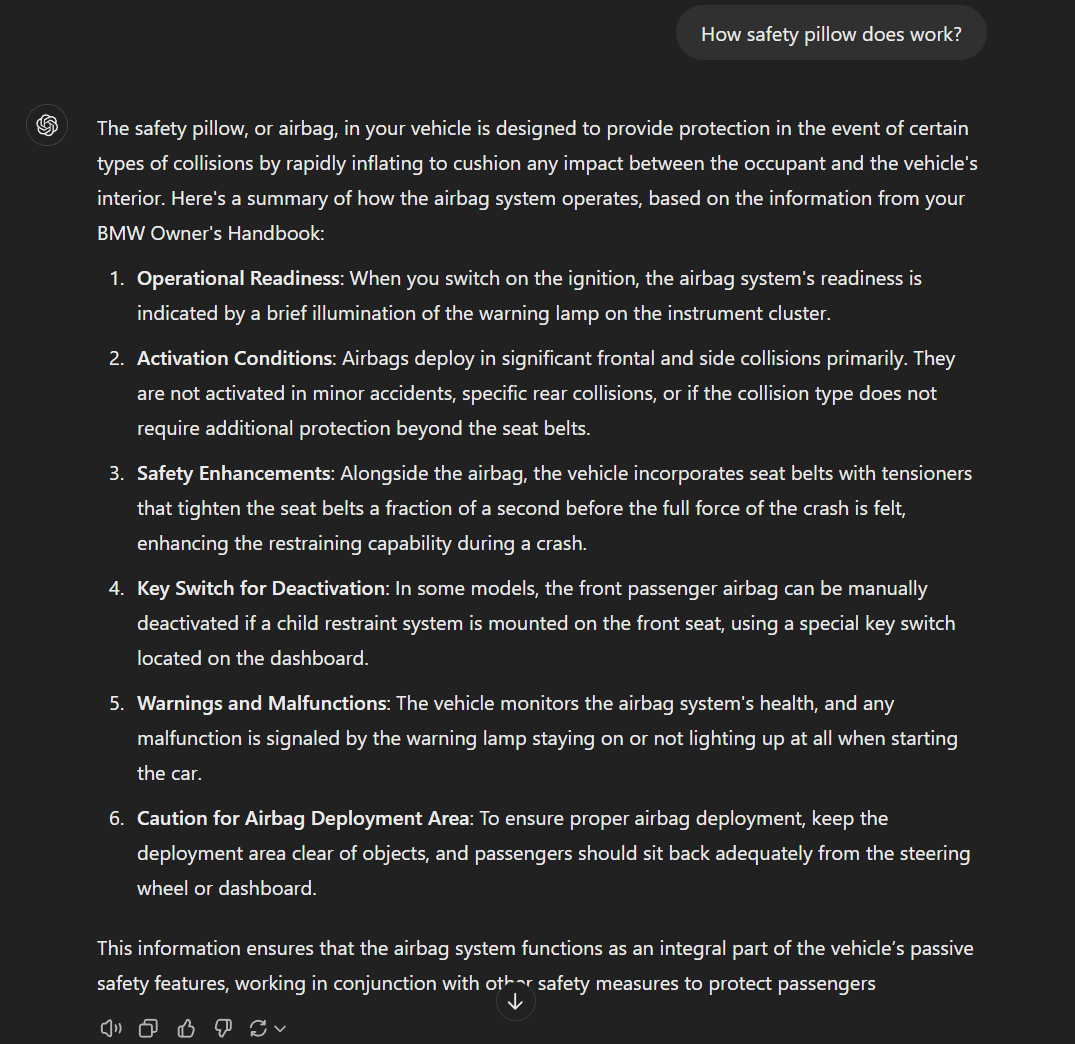 How safety pillow does work?
The safety pillow, or airbag, in your vehicle is designed to provide protection in the event of certain
types of collisions by rapidly inflating to cushion any impact between the occupant and the vehicle's
interior. Here's a summary of how the airbag system operates, based on the information from your
BMW Owner's Handbook:
1. Operational Readiness: When you switch on the ignition, the airbag system's readiness is
indicated by a brief illumination of the warning lamp on the instrument cluster.
2. Activation Conditions: Airbags deploy in significant frontal and side collisions primarily. They
are not activated in minor accidents, specific rear collisions, or if the collision type does not
require additional protection beyond the seat belts.
3. Safety Enhancements: Alongside the airbag, the vehicle incorporates seat belts with tensioners
that tighten the seat belts a fraction of a second before the full force of the crash is felt,
enhancing the restraining capability during a crash.
4. Key Switch for Deactivation: In some models, the front passenger airbag can be manually
deactivated if a child restraint system is mounted on the front seat, using a special key switch
located on the dashboard.
5. Warnings and Malfunctions: The vehicle monitors the airbag system's health, and any
malfunction is signaled by the warning lamp staying on or not lighting up at all when starting
the car.
6. Caution for Airbag Deployment Area: To ensure proper airbag deployment, keep the
deployment area clear of objects, and passengers should sit back adequately from the steering
wheel or dashboard.
This information ensures that the airbag system functions as an integral part of the vehicle’s passive
safety features, working in conjunction with other safety measures to protect passengers